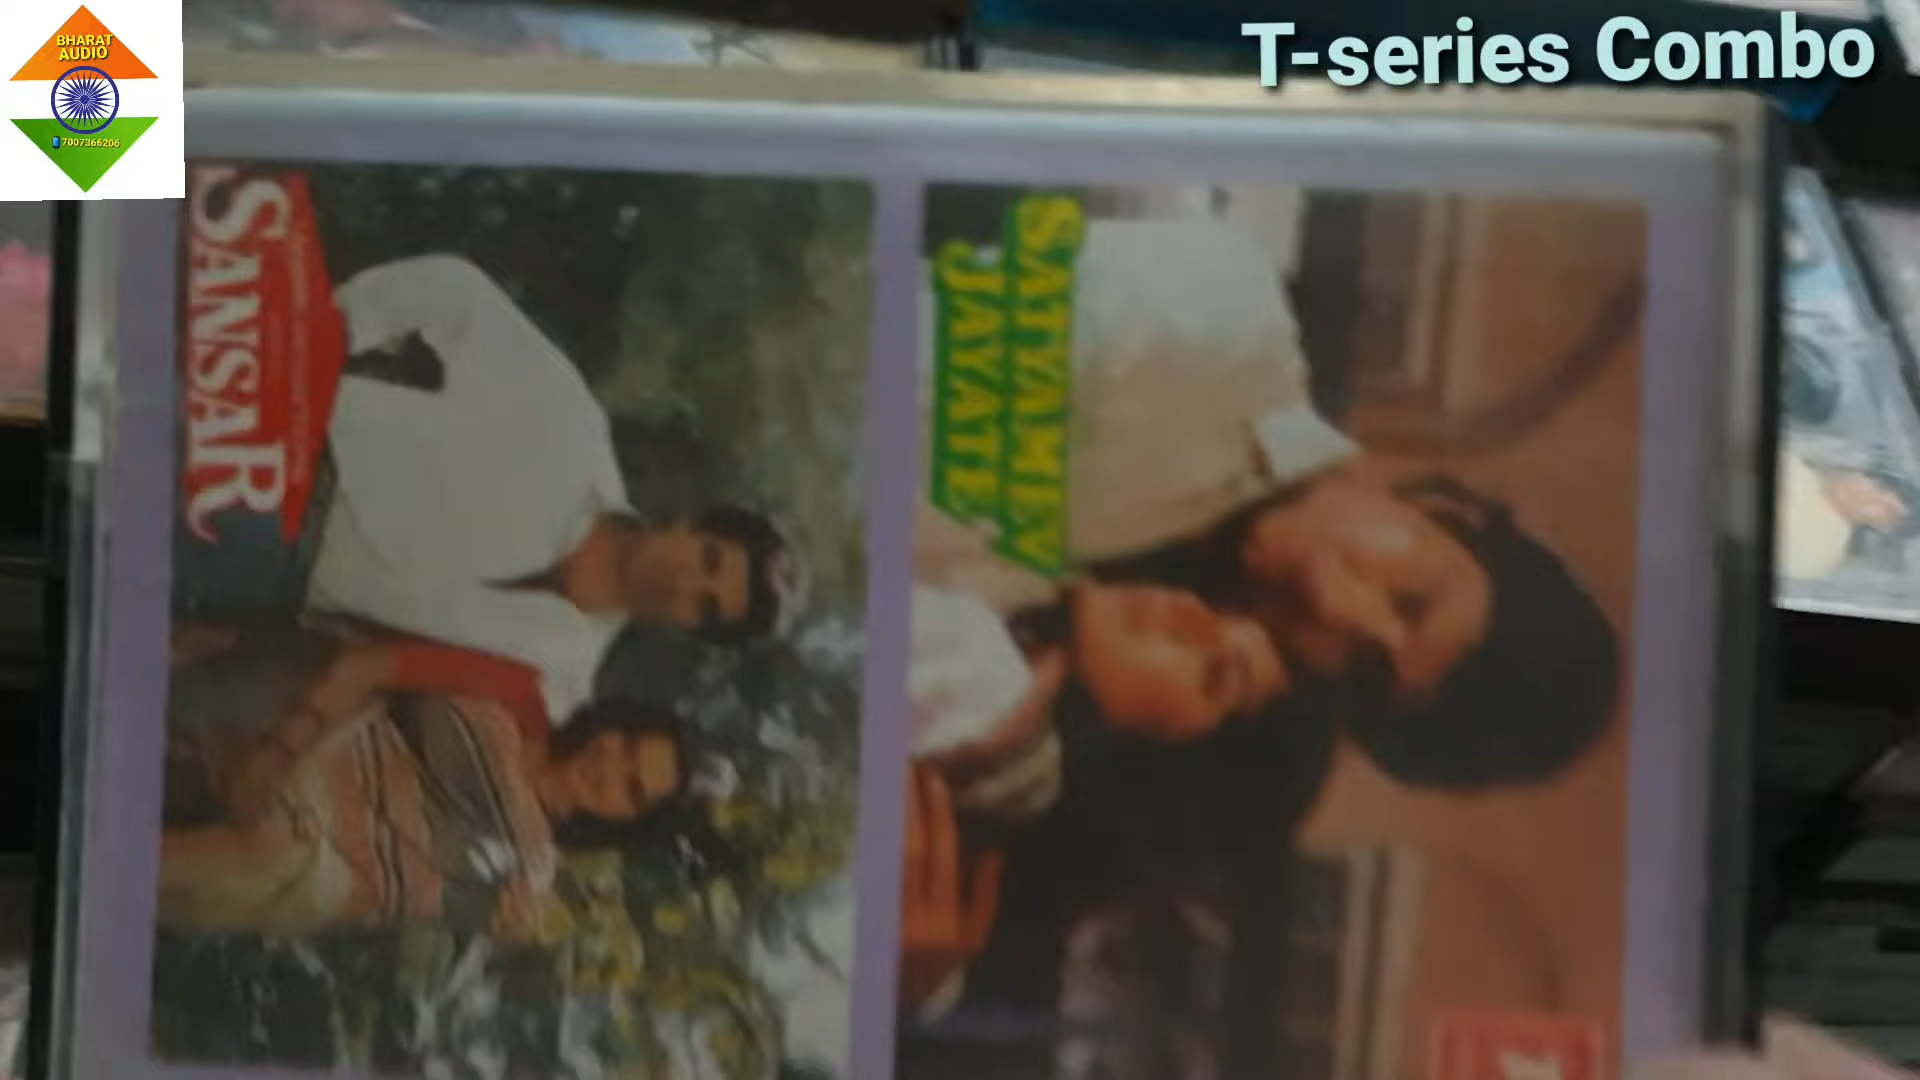 BHARAT
AUDIO
7007366206
T-series Combo
SANSAR
SATYAMEV
JAYATE